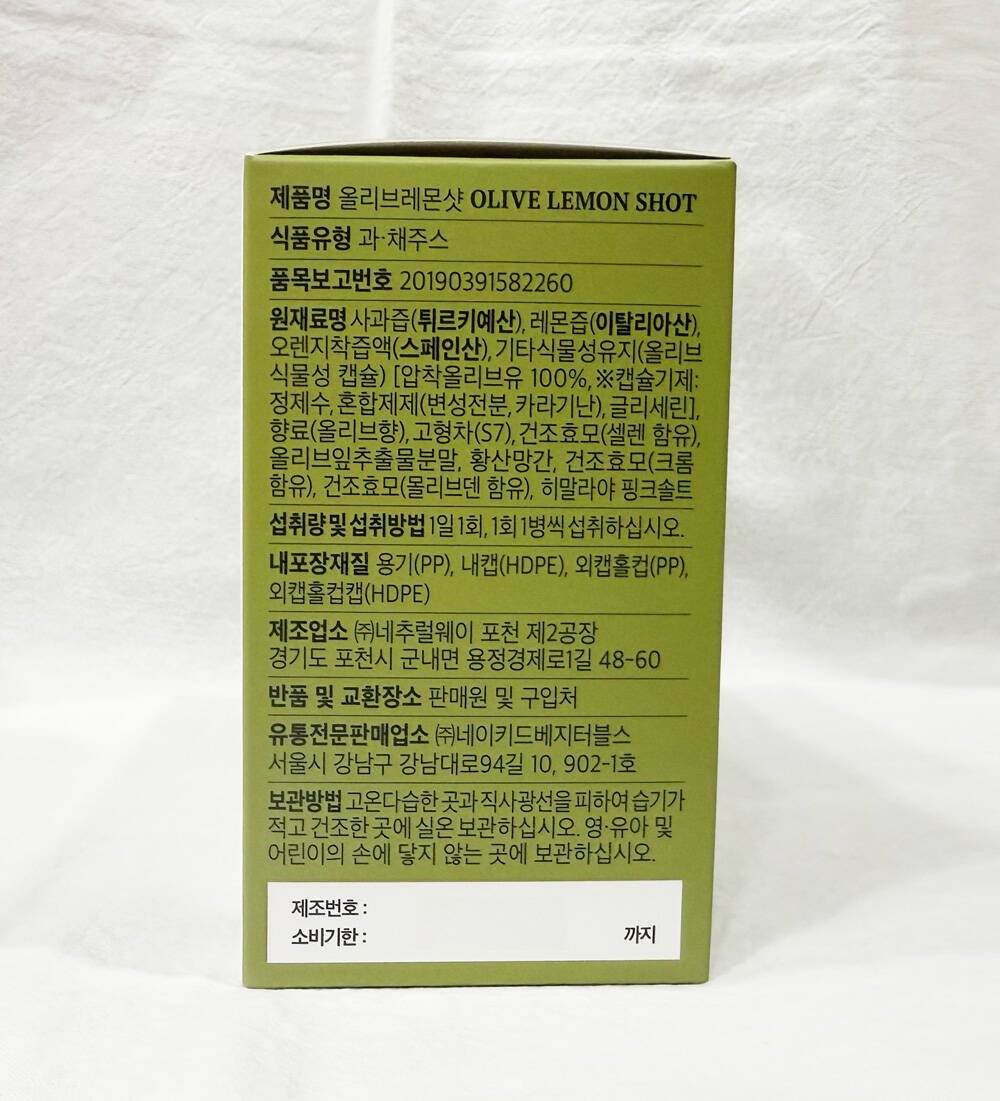 제품명 올리브레몬샷 OLIVE LEMON SHOT
식품유형 과·채주스
품목보고번호 20190391582260
원재료명 사과즙(튀르키예산), 레몬즙(이탈리아산),
오렌지착즙액(스페인산), 기타식물성유지(올리브
식물성 캡슐) [압착올리브유 100%, ※캡슐기제:
정제수, 혼합제제(변성전분, 카라기난), 글리세린],
향료(올리브향), 고형차(S7), 건조효모(셀렌 함유),
올리브잎추출물분말, 황산망간, 건조효모(크롬
함유), 건조효모(몰리브덴 함유), 히말라야 핑크솔트
섭취량 및 섭취방법 1일 1회, 1회 1병씩 섭취하십시오.
내포장재질 용기(PP), 내캡(HDPE), 외캡홀컵(PP),
외캡홀컵캡(HDPE)
제조업소 ㈜네추럴웨이 포천 제2공장
경기도 포천시 군내면 용정경제로1길 48-60
반품 및 교환장소 판매원 및 구입처
유통전문판매업소 ㈜네이키드베지터블스
서울시 강남구 강남대로94길 10, 902-1호
보관방법 고온다습한 곳과 직사광선을 피하여 습기가
적고 건조한 곳에 실온 보관하십시오. 영·유아 및
어린이의 손에 닿지 않는 곳에 보관하십시오.
제조번호 :
소비기한 : 까지